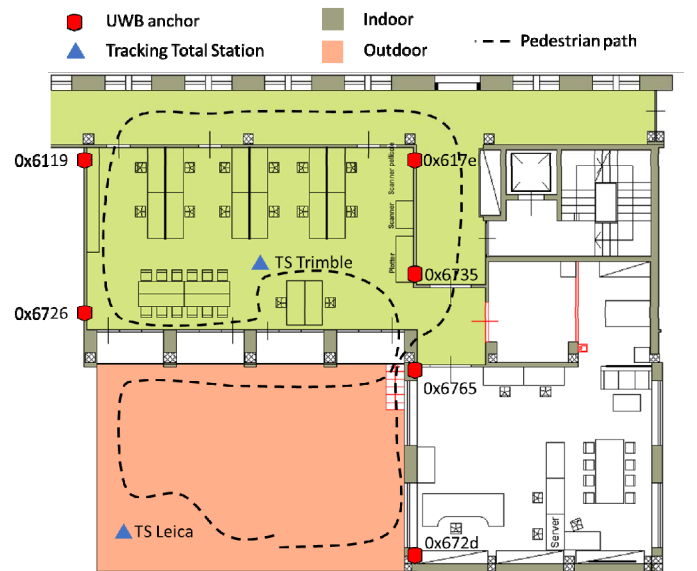 UWB anchor
Indoor
Tracking Total Station
Outdoor
Pedestrian path
0x6119
0x617e
Scanner pellicole
Scanner
TS Trimble
Plotter
0x6735
0x6726
0x6765
TS Leica
Server
0x672d